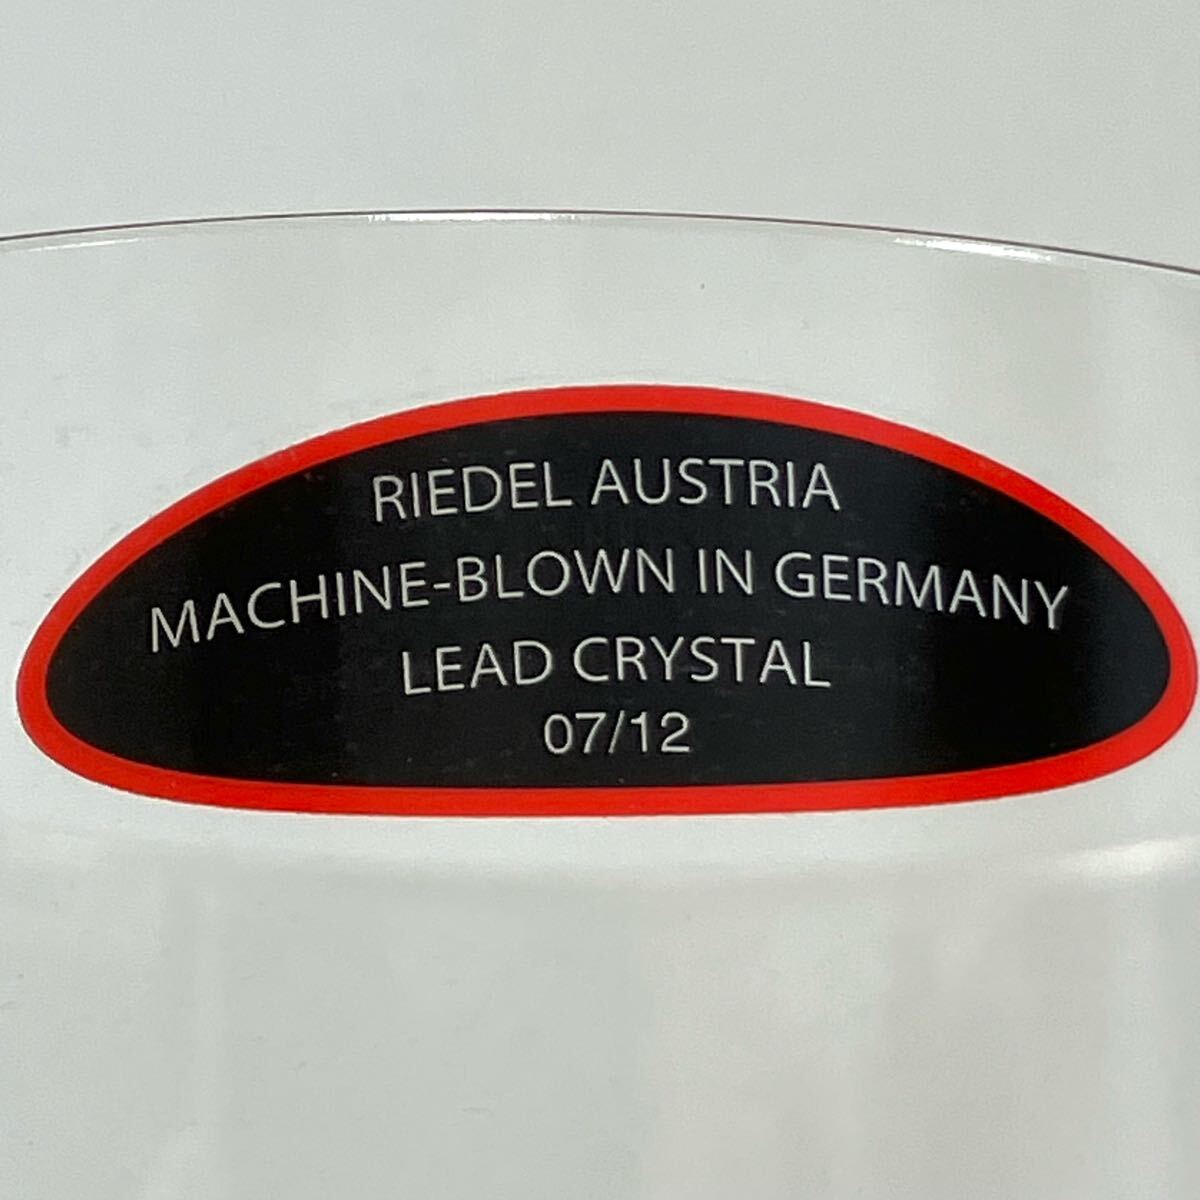 RIEDEL AUSTRIA
MACHINE-BLOWN IN GERMANY
LEAD CRYSTAL
07/12